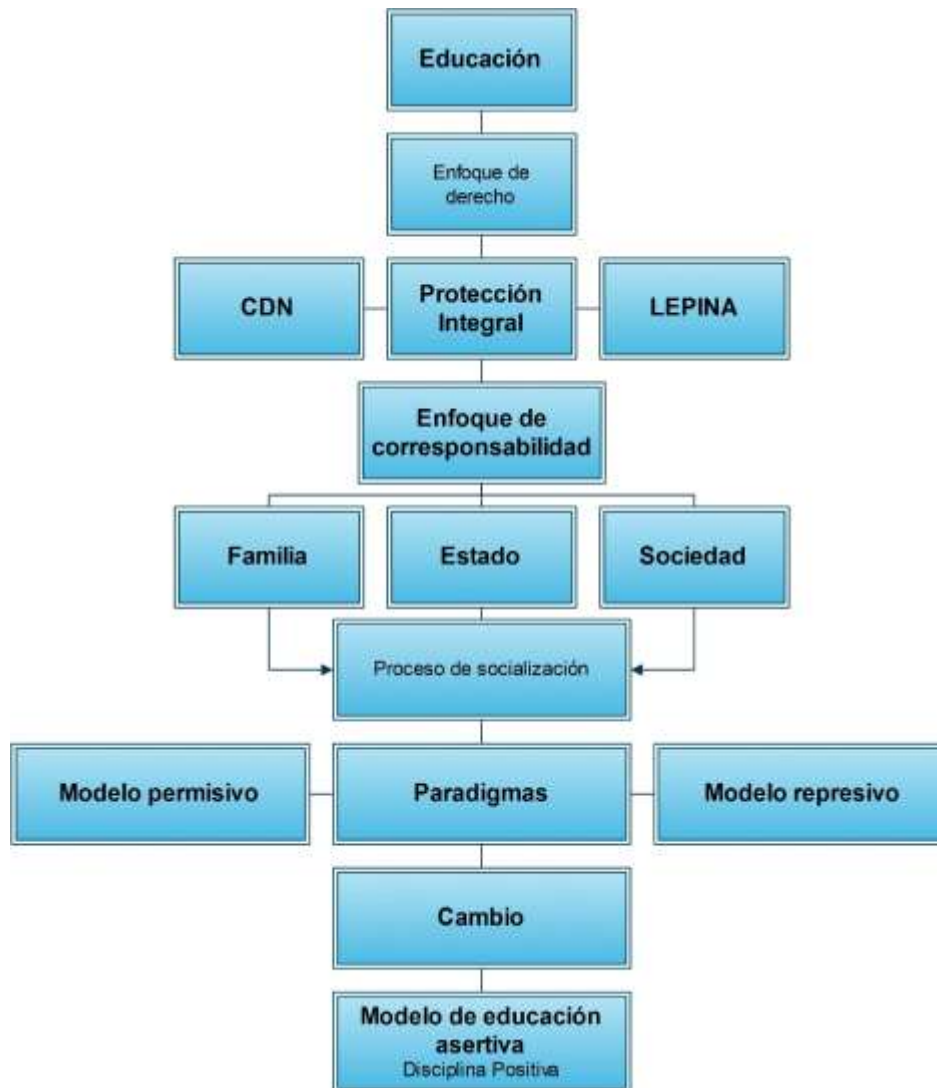 Educación
Enfoque de
derecho
CDN
Protección
Integral
LEPINA
Enfoque de
corresponsabilidad
Familia
Estado
Sociedad
Proceso de socialización
Modelo permisivo
Paradigmas
Modelo represivo
Cambio
Modelo de educación
asertiva
Disciplina Positiva